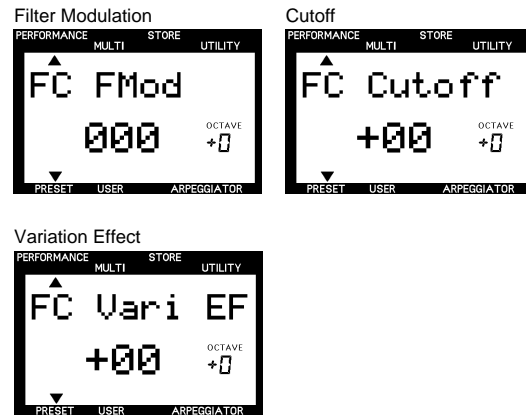 Filter Modulation
PERFORMANCE STORE
MULTI UTILITY
FC FMod
000 OCTAVE +0
PRESET USER ARPEGGIATOR
Cutoff
PERFORMANCE STORE
MULTI UTILITY
FC Cutoff
+00 OCTAVE +0
PRESET USER ARPEGGIATOR
Variation Effect
PERFORMANCE STORE
MULTI UTILITY
FC Vari EF
+00 OCTAVE +0
PRESET USER ARPEGGIATOR